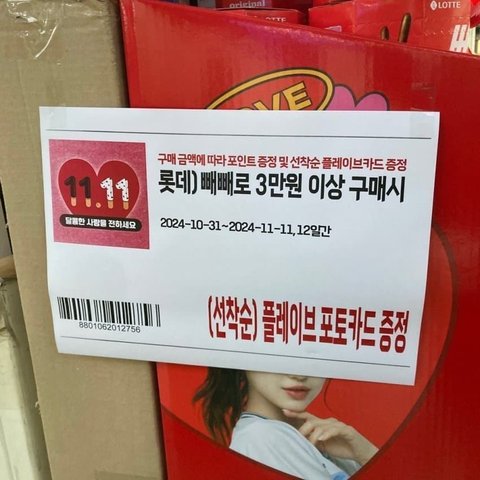 original
LOTTE
LOVE
구매 금액에 따라 포인트 증정 및 선착순 플레이브카드 증정
롯데) 빼빼로 3만원 이상 구매시
11.11
달콤한 사랑을 전하세요
2024-10-31~2024-11-11, 12일간
8801062012756
(선착순) 플레이브 포토카드 증정